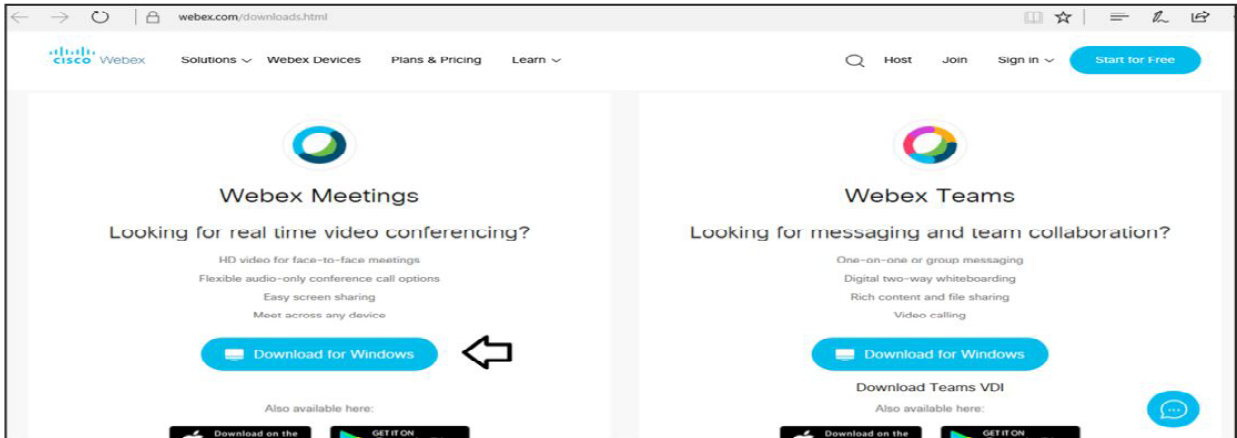 webex.com/downloads.html
CISCO Webex Solutions Webex Devices Plans & Pricing Learn Host Join Sign in Start for Free
Webex Meetings
Looking for real time video conferencing?
HD video for face-to-face meetings
Flexible audio-only conference call options
Easy screen sharing
Meet across any device
Download for Windows
Also available here:
Download on the
GET IT ON
Webex Teams
Looking for messaging and team collaboration?
One-on-one or group messaging
Digital two-way whiteboarding
Rich content and file sharing
Video calling
Download for Windows
Download Teams VDI
Also available here:
Download on the
GET IT ON